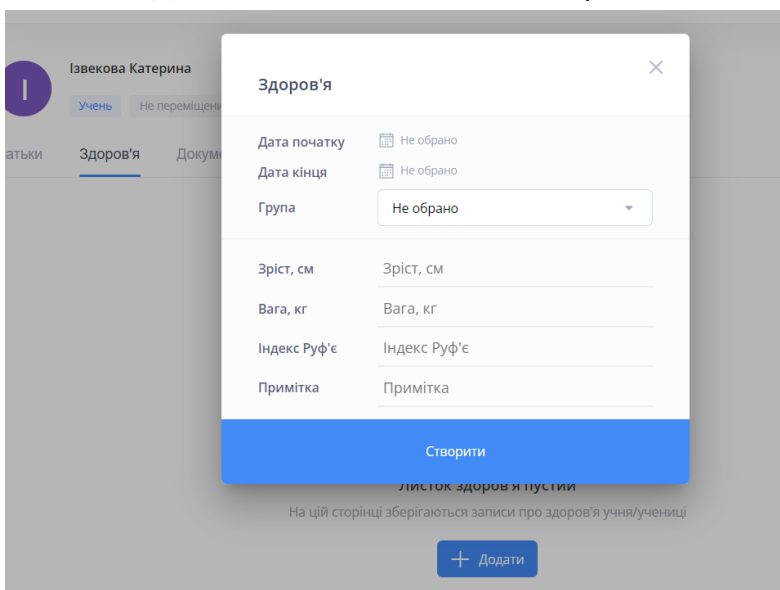 І
Ізвекова Катерина
Учень Не переміщени
атьки Здоров'я Докум
Здоров'я
Дата початку Не обрано
Дата кінця Не обрано
Група Не обрано
Зріст, см Зріст, см
Вага, кг Вага, кг
Індекс Руф'є Індекс Руф'є
Примітка Примітка
Створити
Листок здоров'я пустий
На цій сторінці зберігаються записи про здоров'я учня/учениці
Додати